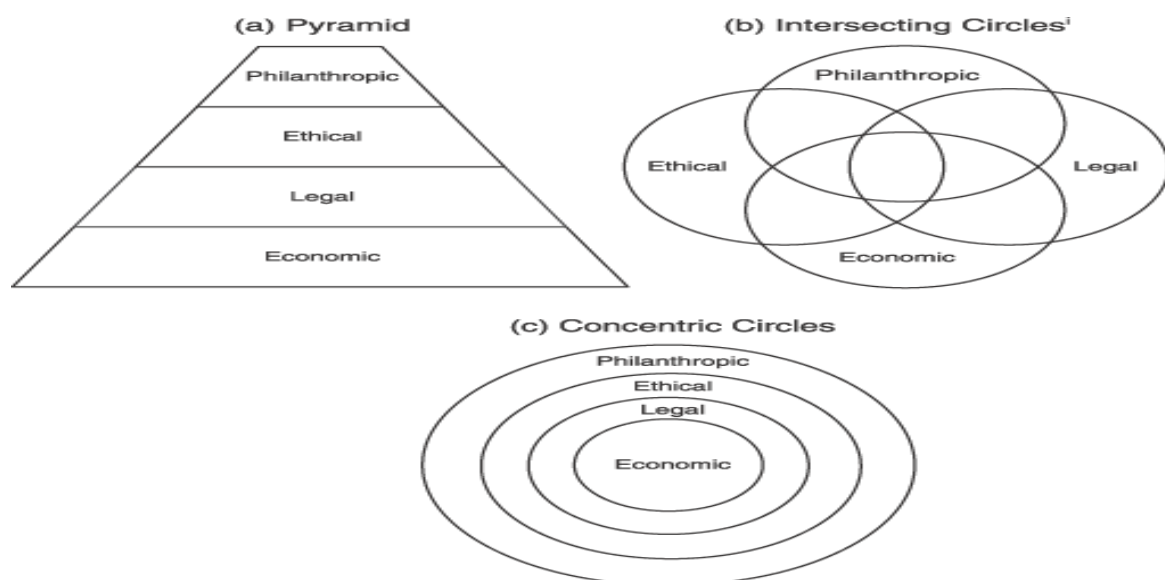 (a) Pyramid
Philanthropic
Ethical
Legal
Economic
(b) Intersecting Circlesⁱ
Philanthropic
Ethical
Legal
Economic
(c) Concentric Circles
Philanthropic
Ethical
Legal
Economic